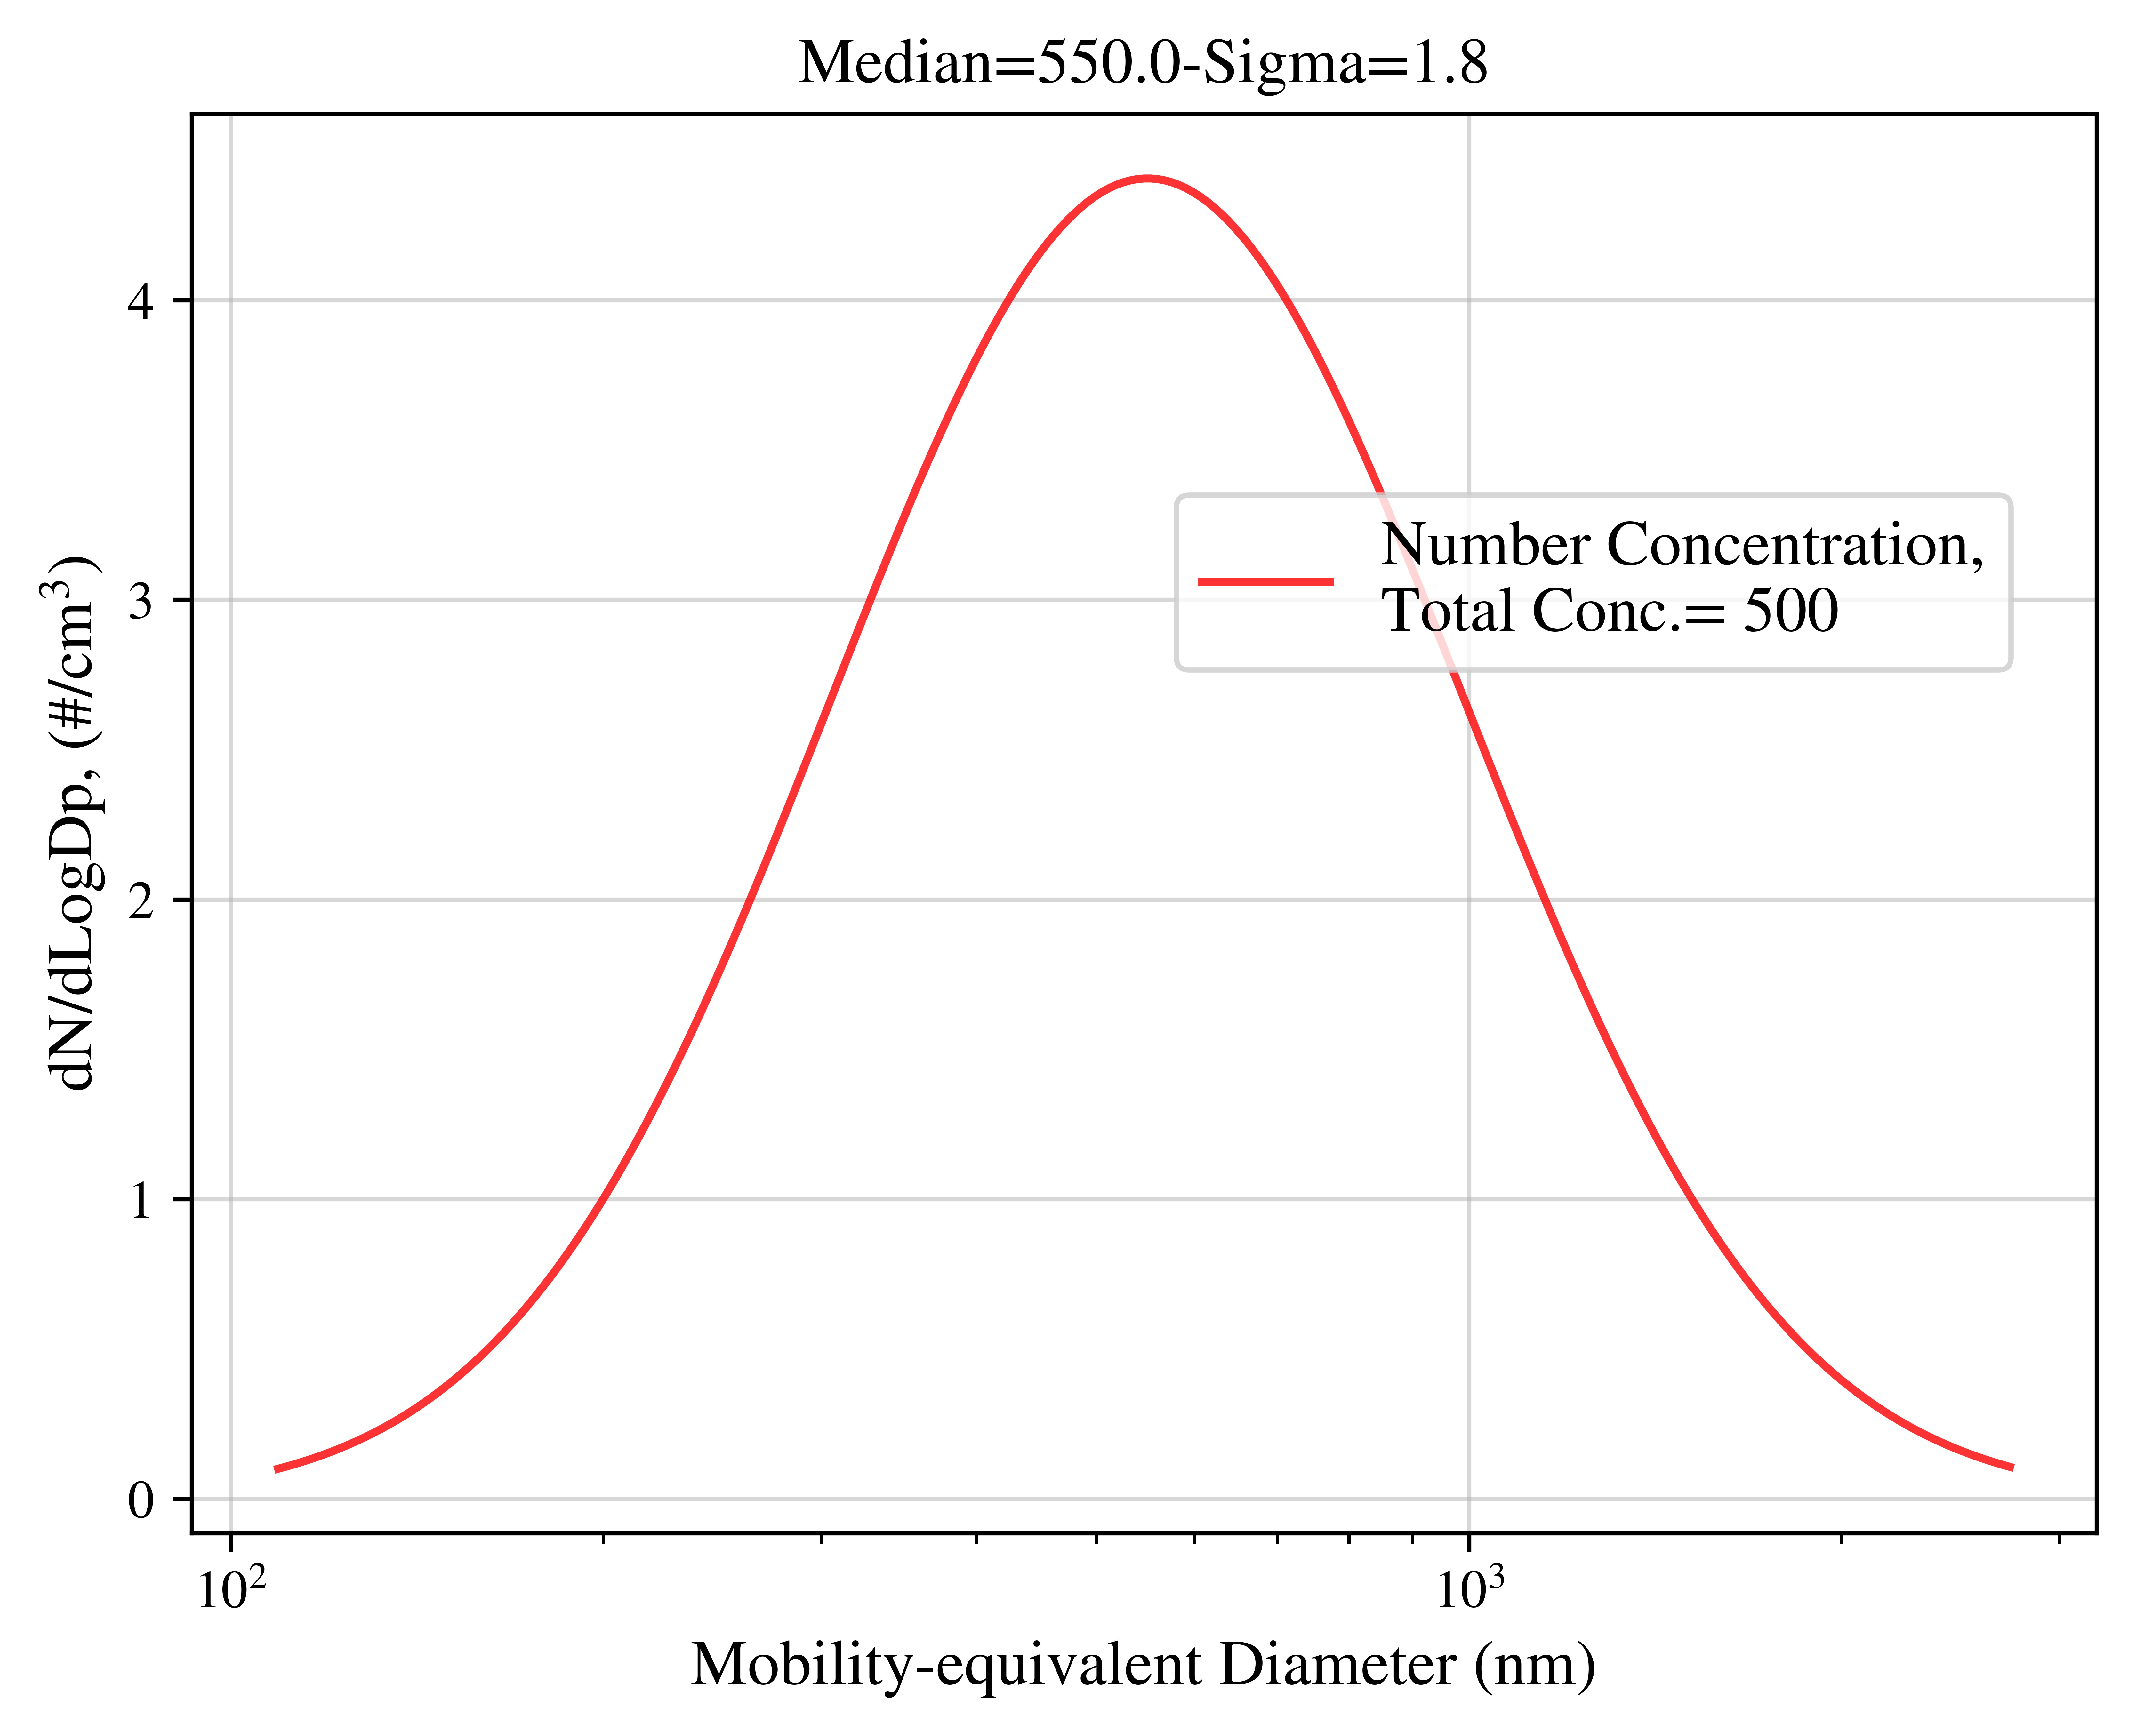 Median=550.0-Sigma=1.8
dN/dLogDp, (#/cm³)
4
3
2
1
0
Number Concentration,
Total Conc.= 500
10²
10³
Mobility-equivalent Diameter (nm)